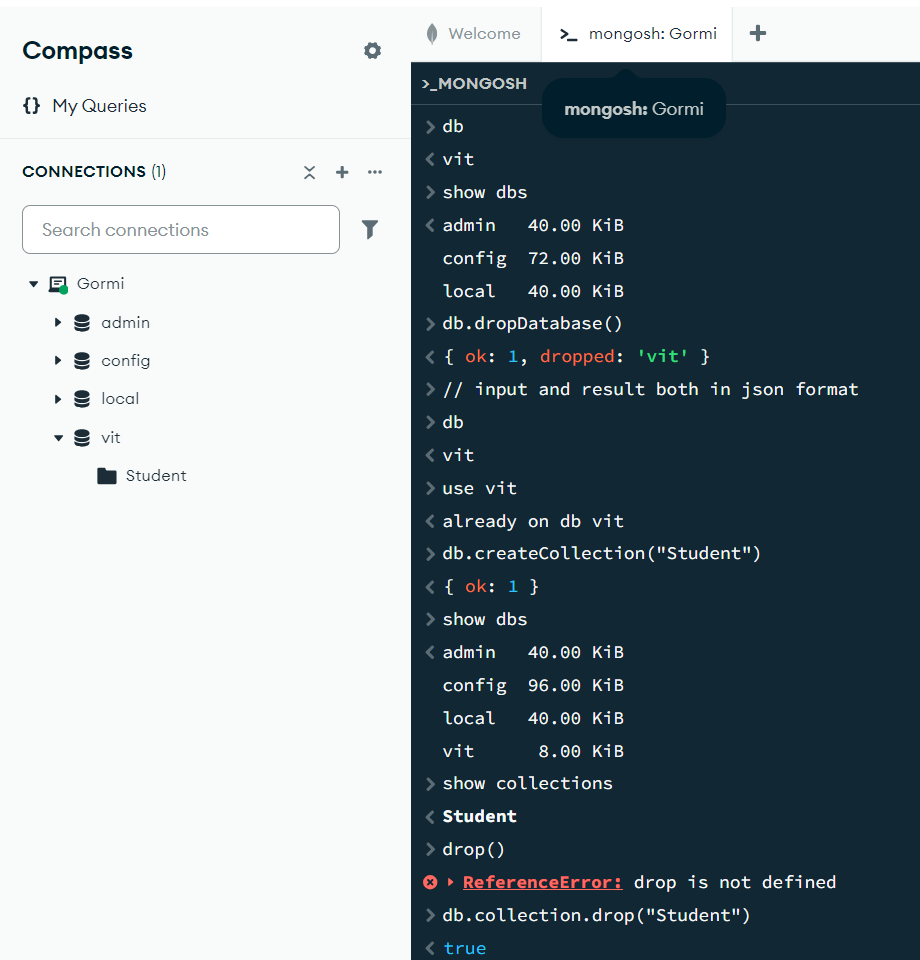 Compass
{} My Queries
CONNECTIONS (1)
Search connections
Gormi
admin
config
local
vit
Student
Welcome
>_ mongosh: Gormi
+
>_MONGOSH
mongosh: Gormi
> db
< vit
> show dbs
< admin 40.00 KiB
config 72.00 KiB
local 40.00 KiB
> db.dropDatabase()
< { ok: 1, dropped: 'vit' }
> // input and result both in json format
> db
< vit
> use vit
< already on db vit
> db.createCollection("Student")
< { ok: 1 }
> show dbs
< admin 40.00 KiB
config 96.00 KiB
local 40.00 KiB
vit 8.00 KiB
> show collections
< Student
> drop()
ReferenceError: drop is not defined
> db.collection.drop("Student")
< true